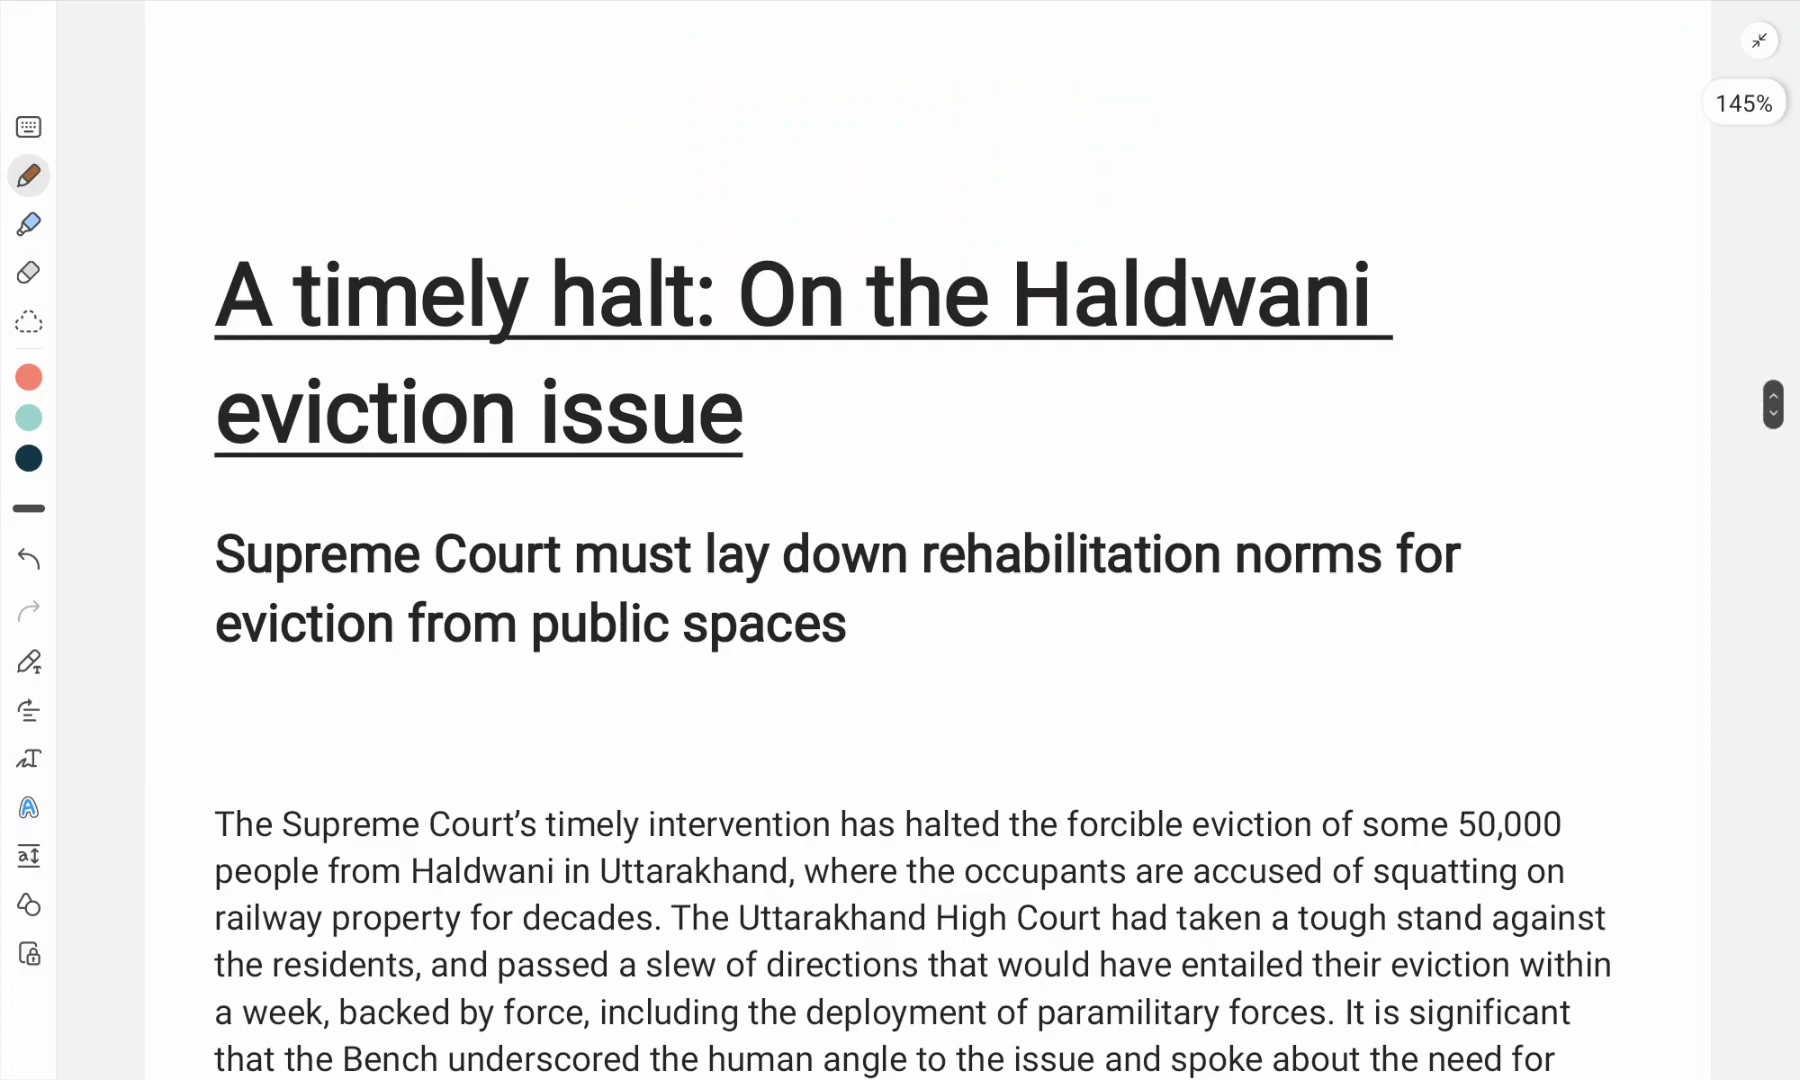 145%
A timely halt: On the Haldwani
eviction issue
Supreme Court must lay down rehabilitation norms for
eviction from public spaces
The Supreme Court’s timely intervention has halted the forcible eviction of some 50,000
people from Haldwani in Uttarakhand, where the occupants are accused of squatting on
railway property for decades. The Uttarakhand High Court had taken a tough stand against
the residents, and passed a slew of directions that would have entailed their eviction within
a week, backed by force, including the deployment of paramilitary forces. It is significant
that the Bench underscored the human angle to the issue and spoke about the need for